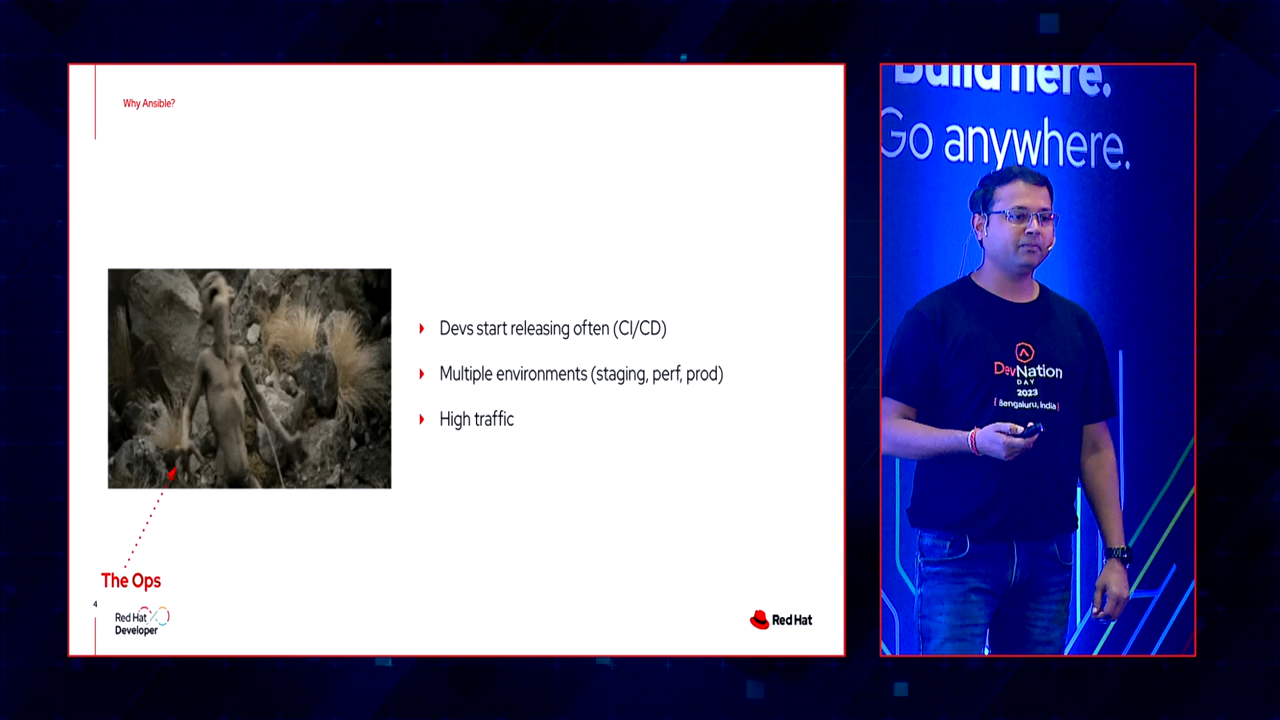 Why Ansible?
Devs start releasing often (CI/CD)
Multiple environments (staging, perf, prod)
High traffic
The Ops
4
Red Hat
Developer
Red Hat
Build here.
Go anywhere.
DevNation
DAY
2023
[ Bengaluru, India ]